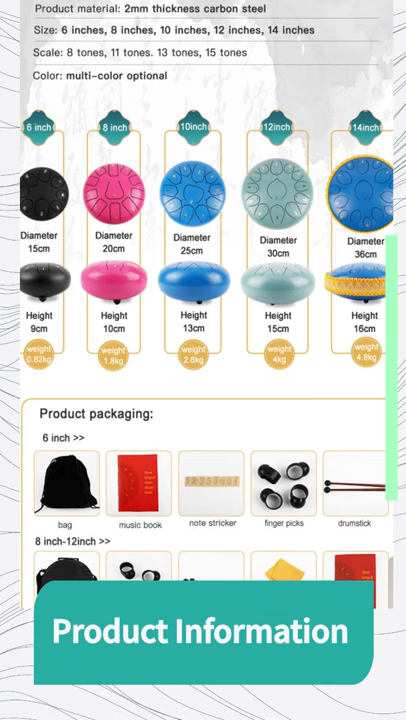 Product material: 2mm thickness carbon steel
Size: 6 inches, 8 inches, 10 inches, 12 inches, 14 inches
Scale: 8 tones, 11 tones. 13 tones, 15 tones
Color: multi-color optional
6 inch
8 inch
10inch
12inch
14inch
Diameter
15cm
Diameter
20cm
Diameter
25cm
Diameter
30cm
Diameter
36cm
Height
9cm
Height
10cm
Height
13cm
Height
15cm
Height
16cm
weight
0.82kg
weight
1.8kg
weight
2.6kg
weight
4kg
weight
4.8kg
Product packaging:
6 inch >>
bag
music book
note stricker
finger picks
drumstick
8 inch-12inch >>
Product Information